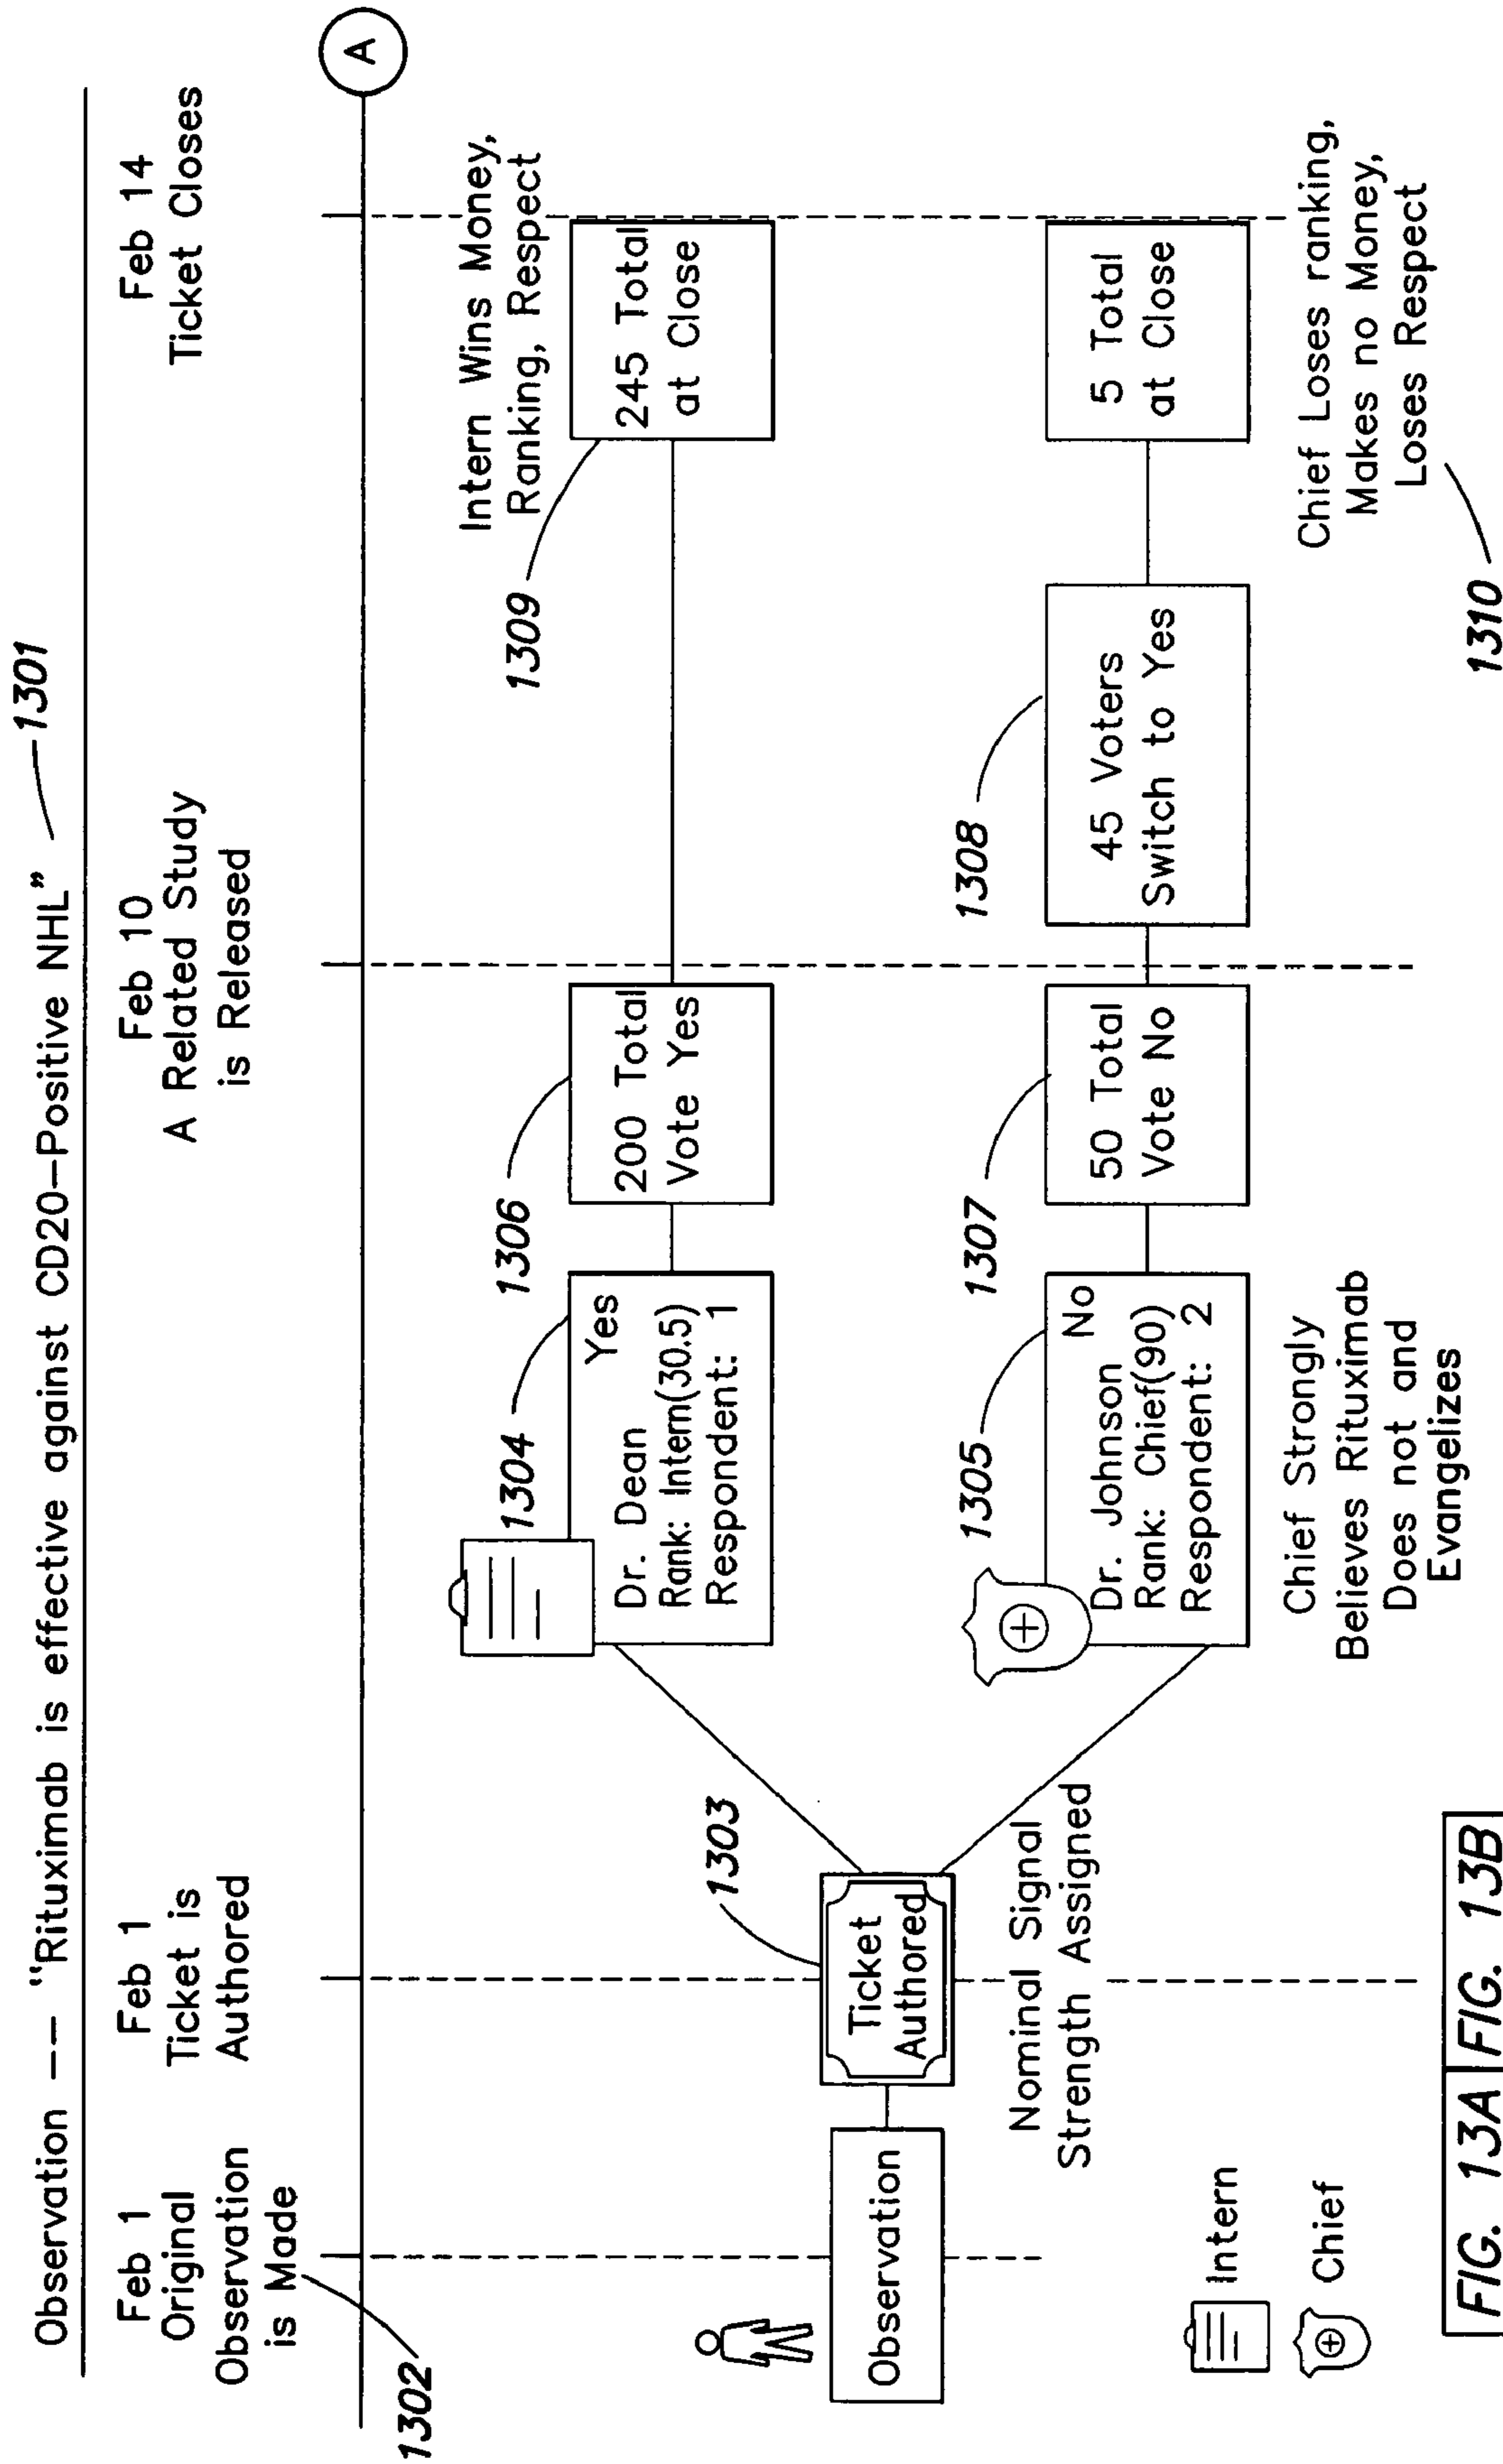 Observation -- "Rituximab is effective against CD20-Positive NHL"
1301
Feb 1
Original
Observation
is Made
1302
Feb 1
Ticket is
Authored
Feb 10
A Related Study
is Released
Feb 14
Ticket Closes
A
Observation
Ticket
Authored
1303
Nominal Signal
Strength Assigned
1304
Yes
Dr. Dean
Rank: Intern(30.5)
Respondent: 1
1306
200 Total
Vote Yes
1309
Intern Wins Money,
Ranking, Respect
245 Total
at Close
1305
No
Dr. Johnson
Rank: Chief(90)
Respondent: 2
Chief Strongly
Believes Rituximab
Does not and
Evangelizes
1307
50 Total
Vote No
1308
45 Voters
Switch to Yes
5 Total
at Close
Chief Loses ranking,
Makes no Money,
Loses Respect
1310
Intern
Chief
FIG. 13A FIG. 13B